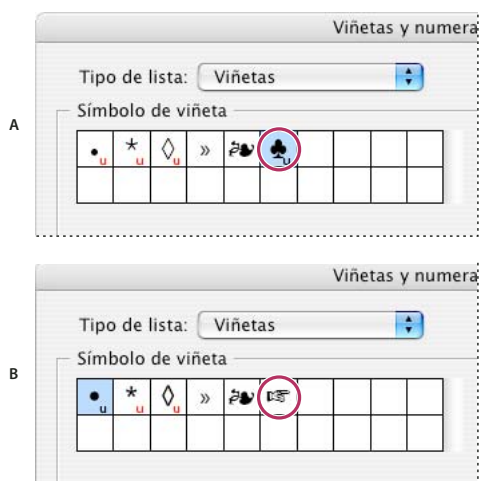 Viñetas y numera
Tipo de lista: Viñetas
A
Símbolo de viñeta
•u *u ◊u » ❧ ♣u
Viñetas y numera
Tipo de lista: Viñetas
B
Símbolo de viñeta
•u *u ◊u » ❧ ☞